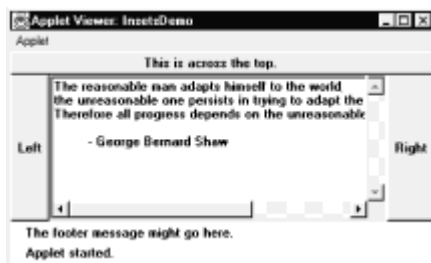 Applet Viewer: InsetsDemo
Applet
This is across the top.
The reasonable man adapts himself to the world
the unreasonable one persists in trying to adapt the
Therefore all progress depends on the unreasonable
- George Bernard Shaw
Left
Right
The footer message might go here.
Applet started.